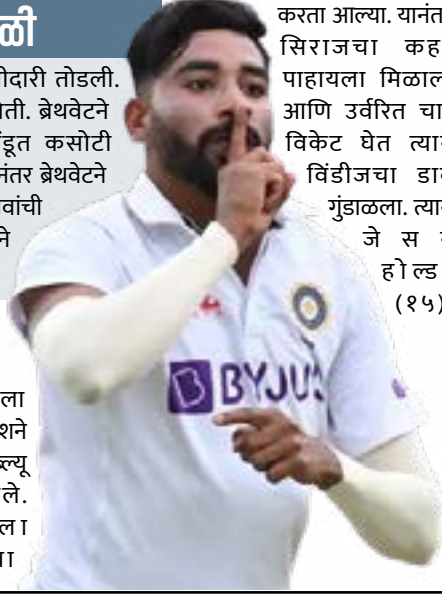 ळी
दारी तोडली.
ती. ब्रेथवेटने
डूत कसोटी
नंतर ब्रेथवेटने
वांची
ने
ला
शने
ल्यू
ले.
ला
ा
करता आल्या. यानंत
सिराजचा कह
पाहायला मिळाल
आणि उर्वरित चा
विकेट घेत त्या
विंडीजचा डा
गुंडाळला. त्या
जे स
होल्ड
(१५)
BYJU'S